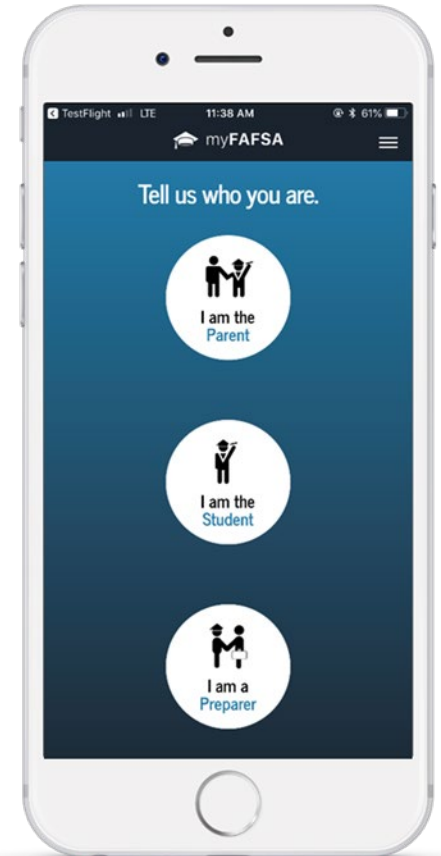 TestFlight LTE 11:38 AM 61%
myFAFSA
Tell us who you are.
I am the
Parent
I am the
Student
I am a
Preparer